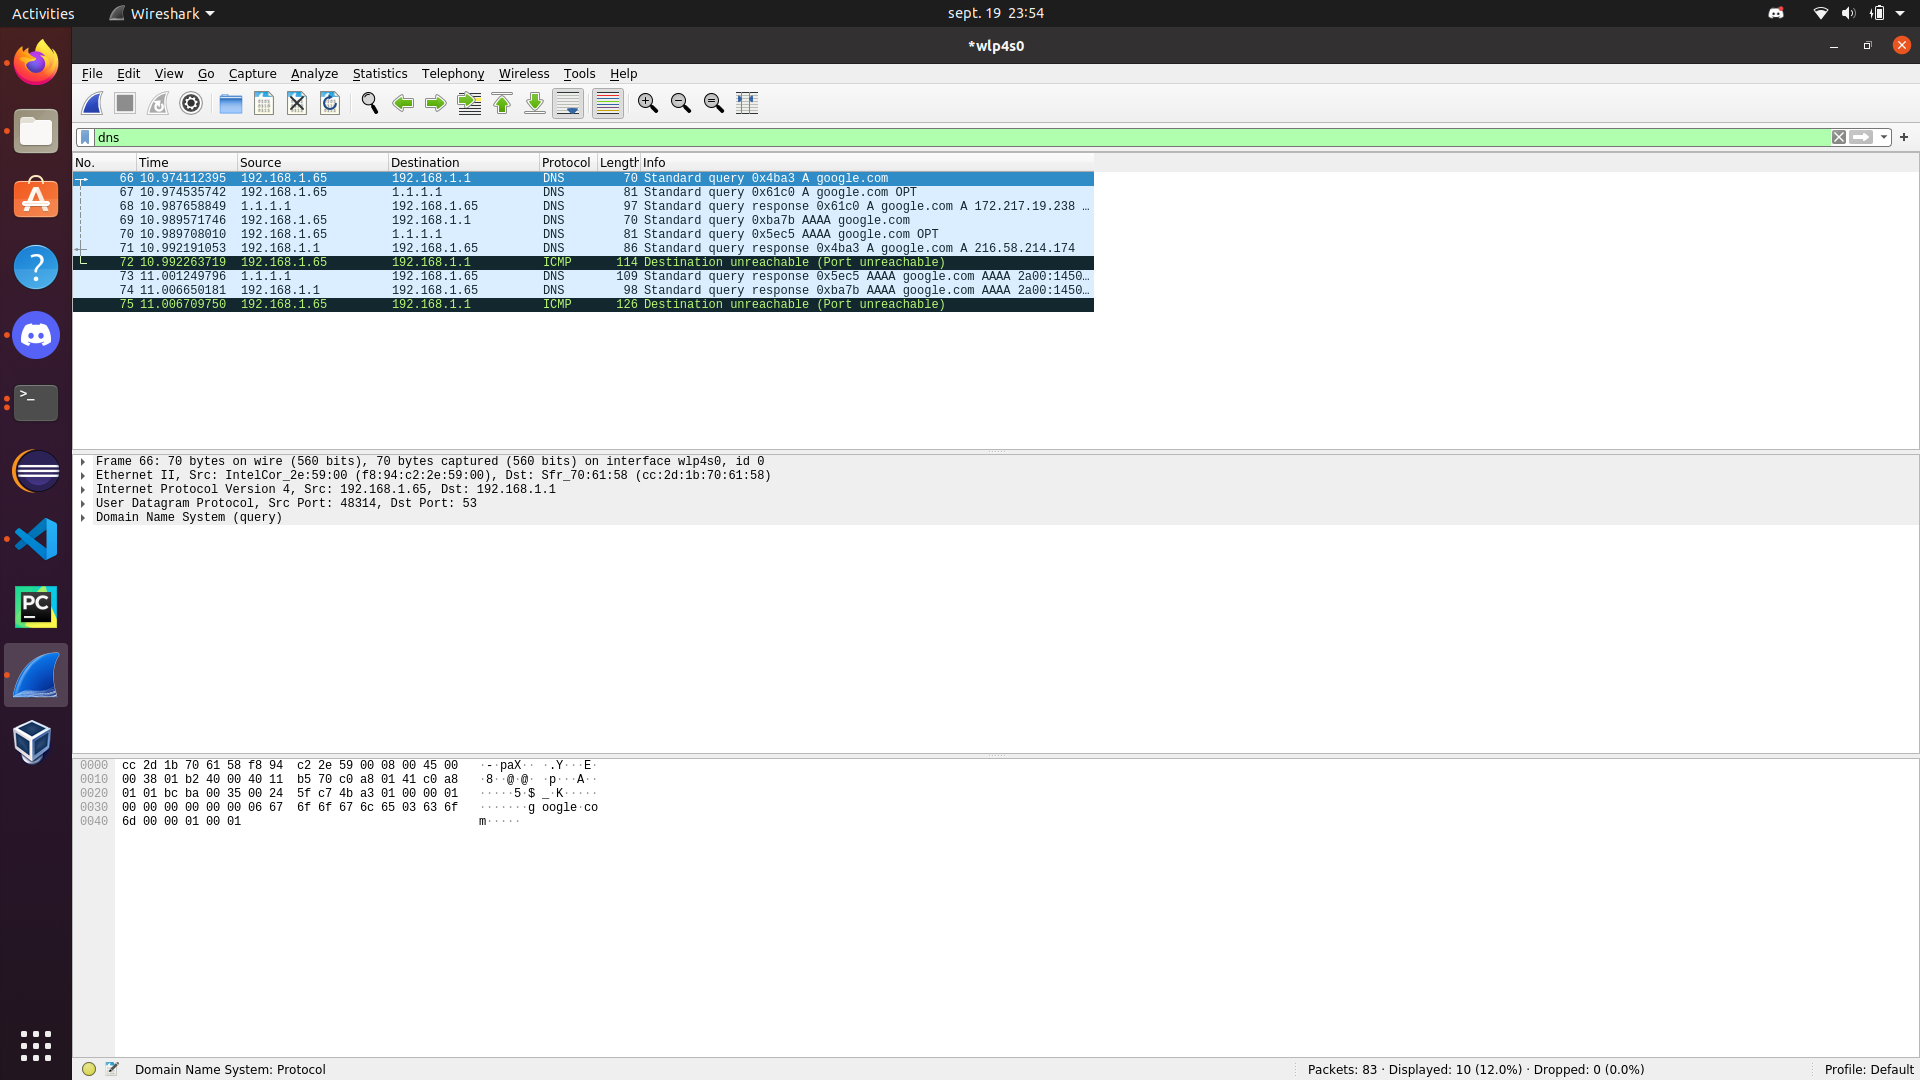 Activities Wireshark sept. 19 23:54
*wlp4s0
File Edit View Go Capture Analyze Statistics Telephony Wireless Tools Help
dns
No. Time Source Destination Protocol Length Info
66 10.974112395 192.168.1.65 192.168.1.1 DNS 70 Standard query 0x4ba3 A google.com
67 10.974535742 192.168.1.65 1.1.1.1 DNS 81 Standard query 0x61c0 A google.com OPT
68 10.987658849 1.1.1.1 192.168.1.65 DNS 97 Standard query response 0x61c0 A google.com A 172.217.19.238 …
69 10.989571746 192.168.1.65 192.168.1.1 DNS 70 Standard query 0xba7b AAAA google.com
70 10.989708010 192.168.1.65 1.1.1.1 DNS 81 Standard query 0x5ec5 AAAA google.com OPT
71 10.992191053 192.168.1.1 192.168.1.65 DNS 86 Standard query response 0x4ba3 A google.com A 216.58.214.174
72 10.992263719 192.168.1.65 192.168.1.1 ICMP 114 Destination unreachable (Port unreachable)
73 11.001249796 1.1.1.1 192.168.1.65 DNS 109 Standard query response 0x5ec5 AAAA google.com AAAA 2a00:1450…
74 11.006650181 192.168.1.1 192.168.1.65 DNS 98 Standard query response 0xba7b AAAA google.com AAAA 2a00:1450…
75 11.006709750 192.168.1.65 192.168.1.1 ICMP 126 Destination unreachable (Port unreachable)
Frame 66: 70 bytes on wire (560 bits), 70 bytes captured (560 bits) on interface wlp4s0, id 0
Ethernet II, Src: IntelCor_2e:59:00 (f8:94:c2:2e:59:00), Dst: Sfr_70:61:58 (cc:2d:1b:70:61:58)
Internet Protocol Version 4, Src: 192.168.1.65, Dst: 192.168.1.1
User Datagram Protocol, Src Port: 48314, Dst Port: 53
Domain Name System (query)
0000 cc 2d 1b 70 61 58 f8 94 c2 2e 59 00 08 00 45 00 ·-·paX·· ·.Y···E·
0010 00 38 01 b2 40 00 40 11 b5 70 c0 a8 01 41 c0 a8 ·8··@·@· ·p···A··
0020 01 01 bc ba 00 35 00 24 5f c7 4b a3 01 00 00 01 ·····5·$ _·K·····
0030 00 00 00 00 00 00 06 67 6f 6f 67 6c 65 03 63 6f ·······g oogle·co
0040 6d 00 00 01 00 01 m·····
PC
Domain Name System: Protocol Packets: 83 · Displayed: 10 (12.0%) · Dropped: 0 (0.0%) Profile: Default